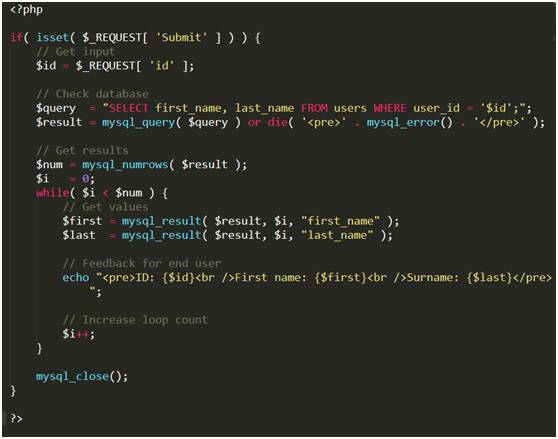 <?php
if( isset( $_REQUEST[ 'Submit' ] ) ) {
// Get input
$id = $_REQUEST[ 'id' ];
// Check database
$query  = "SELECT first_name, last_name FROM users WHERE user_id = '$id';";
$result = mysql_query( $query ) or die( '<pre>' . mysql_error() . '</pre>' );
// Get results
$num = mysql_numrows( $result );
$i   = 0;
while( $i < $num ) {
// Get values
$first = mysql_result( $result, $i, "first_name" );
$last  = mysql_result( $result, $i, "last_name" );
// Feedback for end user
echo "<pre>ID: {$id}<br />First name: {$first}<br />Surname: {$last}</pre>
";
// Increase loop count
$i++;
}
mysql_close();
}
?>